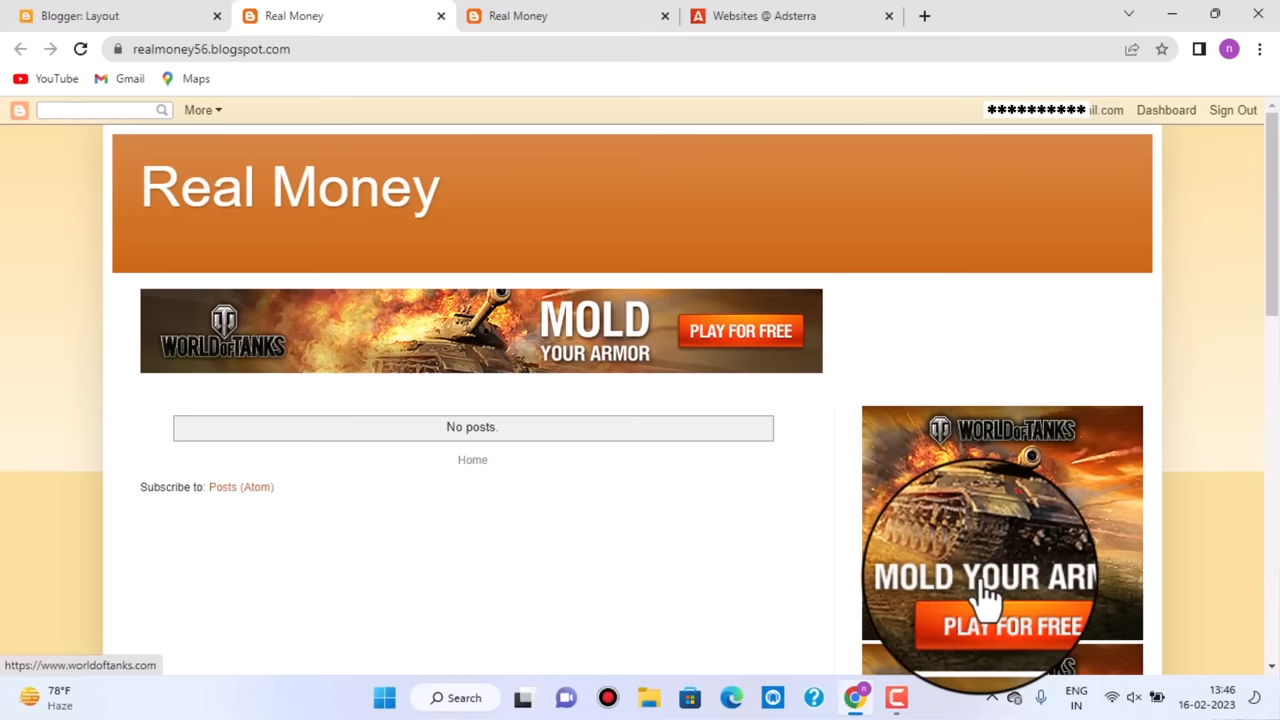 Blogger: Layout
Real Money
Real Money
Websites @ Adsterra
realmoney56.blogspot.com
n
YouTube
Gmail
Maps
More
**********il.com
Dashboard
Sign Out
Real Money
WORLD OF TANKS
MOLD
YOUR ARMOR
PLAY FOR FREE
No posts.
Home
Subscribe to: Posts (Atom)
WORLD OF TANKS
MOLD YOUR ARM
PLAY FOR FREE
https://www.worldoftanks.com
78°F
Haze
Search
n
ENG
IN
13:46
16-02-2023